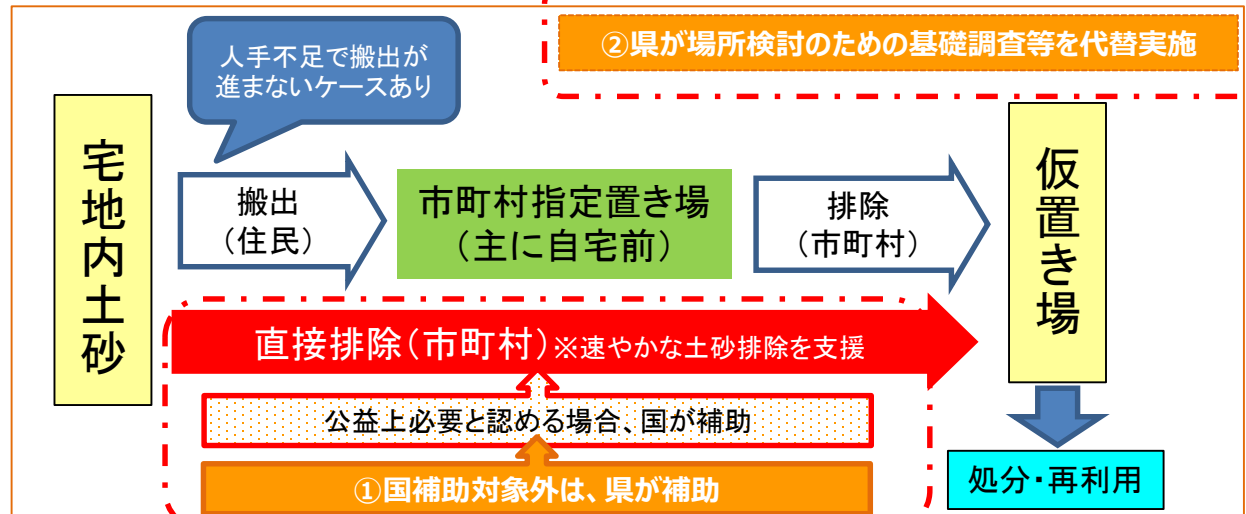 ②県が場所検討のための基礎調査等を代替実施
人手不足で搬出が
進まないケースあり
宅地内土砂
搬出
（住民）
市町村指定置き場
（主に自宅前）
排除
（市町村）
仮置き場
直接排除（市町村）※速やかな土砂排除を支援
公益上必要と認める場合、国が補助
①国補助対象外は、県が補助
処分・再利用